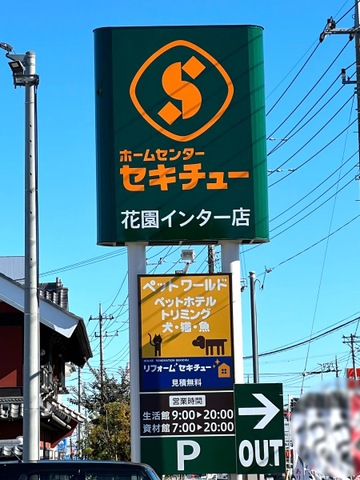 S
ホームセンター
セキチュー
花園インター店
ペットワールド
ペットホテル
トリミング
犬・猫・魚
リフォームセキチュー
見積無料
営業時間
生活館 9:00▶20:00
資材館 7:00▶20:00
P
OUT